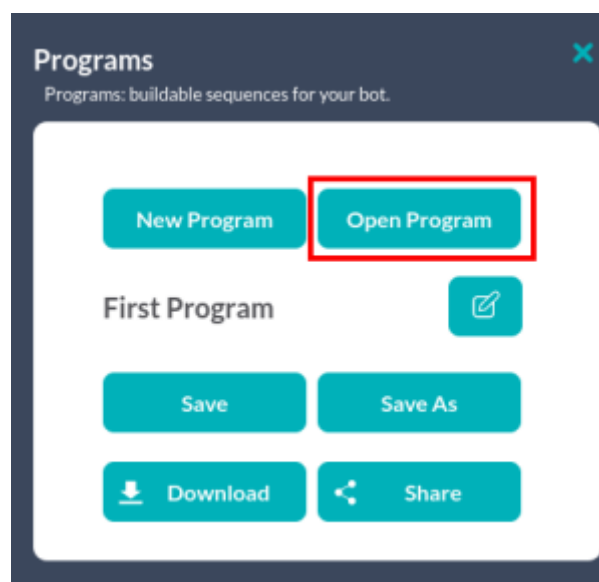 Programs
Programs: buildable sequences for your bot.
New Program
Open Program
First Program
Save
Save As
Download
Share